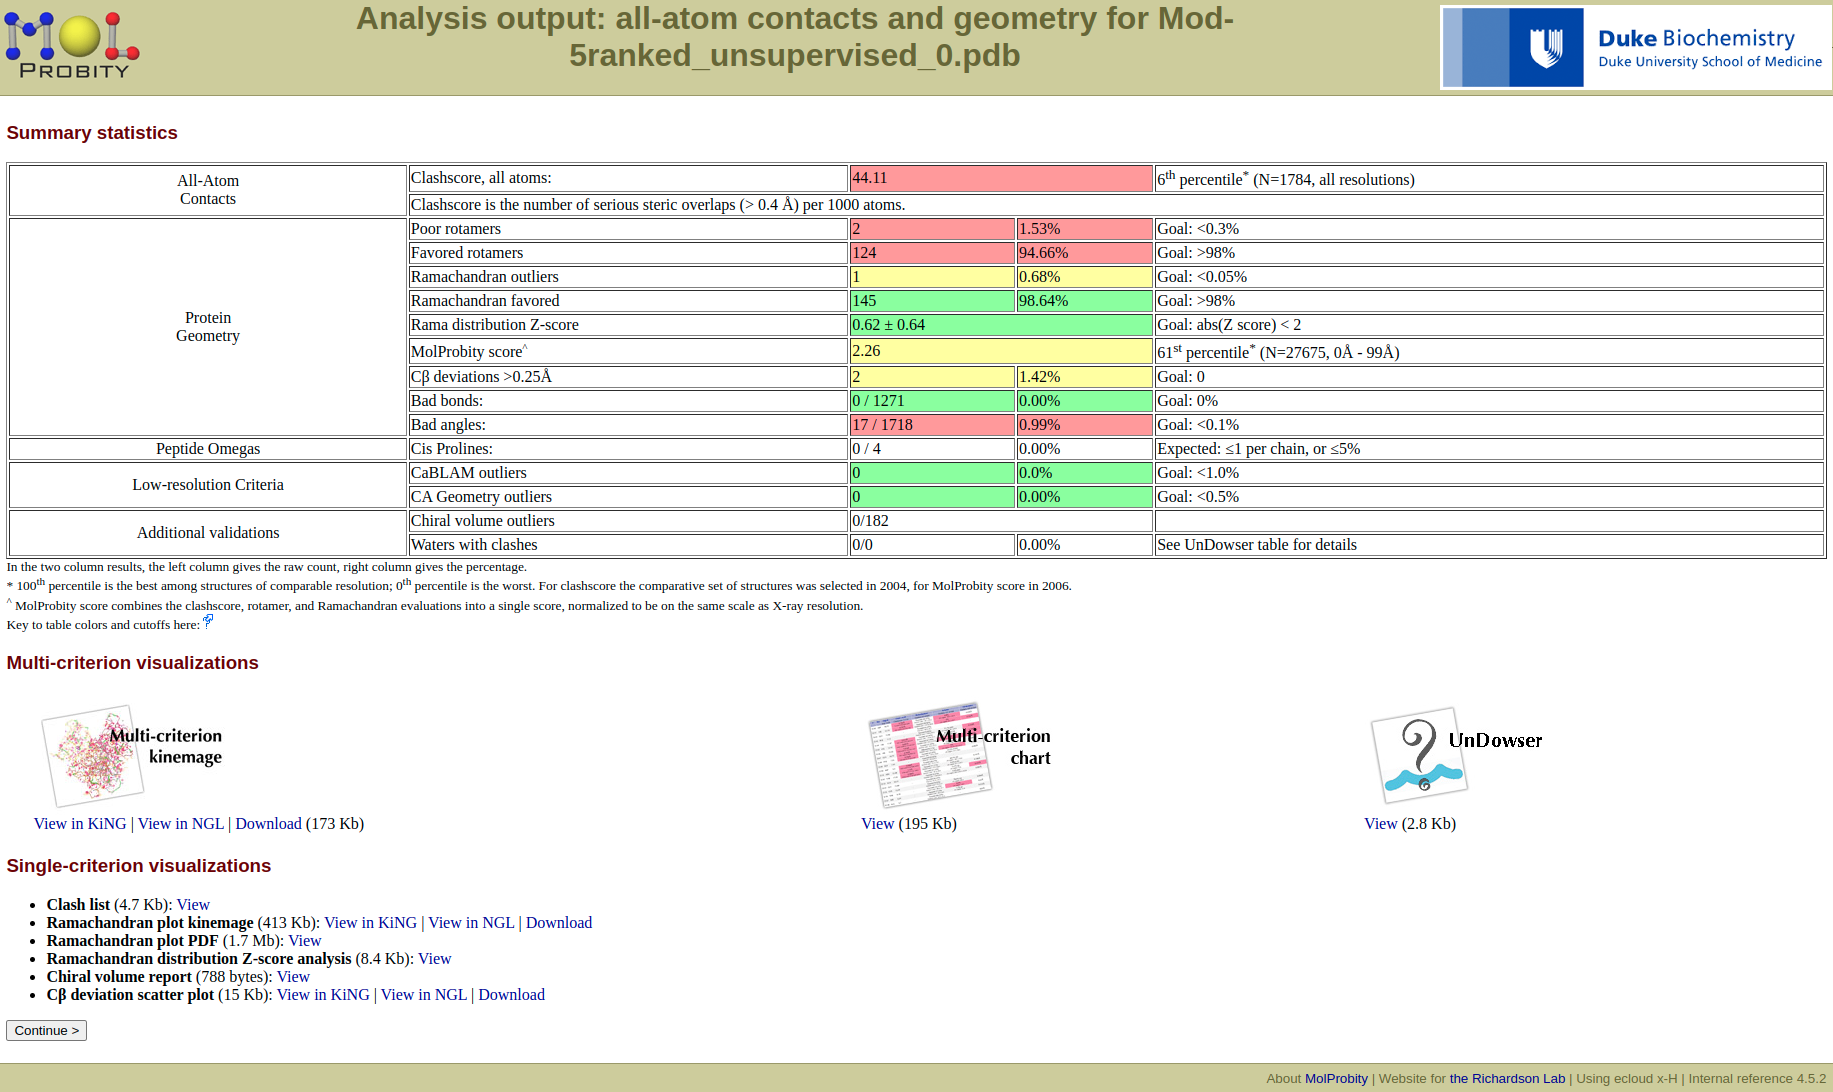 MOL
PROBITY
Analysis output: all-atom contacts and geometry for Mod-
5ranked_unsupervised_0.pdb
Duke Biochemistry
Duke University School of Medicine
Summary statistics
All-Atom
Contacts
Clashscore, all atoms: 44.11 6th percentile* (N=1784, all resolutions)
Clashscore is the number of serious steric overlaps (> 0.4 Å) per 1000 atoms.
Protein
Geometry
Poor rotamers 2 1.53% Goal: <0.3%
Favored rotamers 124 94.66% Goal: >98%
Ramachandran outliers 1 0.68% Goal: <0.05%
Ramachandran favored 145 98.64% Goal: >98%
Rama distribution Z-score 0.62 ± 0.64 Goal: abs(Z score) < 2
MolProbity score^ 2.26 61st percentile* (N=27675, 0Å - 99Å)
Cβ deviations >0.25Å 2 1.42% Goal: 0
Bad bonds: 0 / 1271 0.00% Goal: 0%
Bad angles: 17 / 1718 0.99% Goal: <0.1%
Peptide Omegas Cis Prolines: 0 / 4 0.00% Expected: ≤1 per chain, or ≤5%
Low-resolution Criteria
CaBLAM outliers 0 0.0% Goal: <1.0%
CA Geometry outliers 0 0.00% Goal: <0.5%
Additional validations
Chiral volume outliers 0/182
Waters with clashes 0/0 0.00% See UnDowser table for details
In the two column results, the left column gives the raw count, right column gives the percentage.
* 100th percentile is the best among structures of comparable resolution; 0th percentile is the worst. For clashscore the comparative set of structures was selected in 2004, for MolProbity score in 2006.
^ MolProbity score combines the clashscore, rotamer, and Ramachandran evaluations into a single score, normalized to be on the same scale as X-ray resolution.
Key to table colors and cutoffs here: ?
Multi-criterion visualizations
Multi-criterion
kinemage
View in KiNG | View in NGL | Download (173 Kb)
Multi-criterion
chart
View (195 Kb)
UnDowser
View (2.8 Kb)
Single-criterion visualizations
• Clash list (4.7 Kb): View
• Ramachandran plot kinemage (413 Kb): View in KiNG | View in NGL | Download
• Ramachandran plot PDF (1.7 Mb): View
• Ramachandran distribution Z-score analysis (8.4 Kb): View
• Chiral volume report (788 bytes): View
• Cβ deviation scatter plot (15 Kb): View in KiNG | View in NGL | Download
Continue >
About MolProbity | Website for the Richardson Lab | Using ecloud x-H | Internal reference 4.5.2